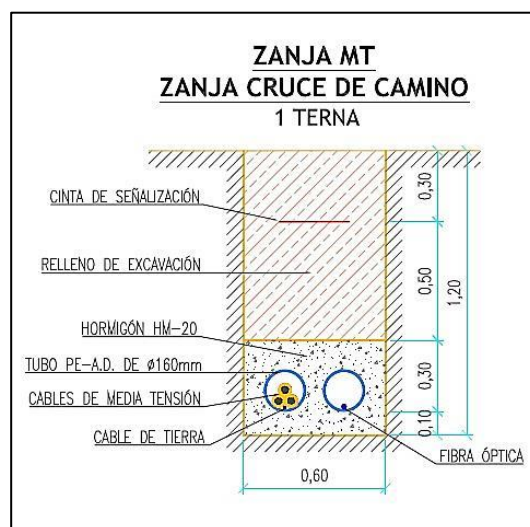 ZANJA MT
ZANJA CRUCE DE CAMINO
1 TERNA
CINTA DE SEÑALIZACIÓN
RELLENO DE EXCAVACIÓN
HORMIGÓN HM-20
TUBO PE-A.D. DE ø160mm
CABLES DE MEDIA TENSIÓN
CABLE DE TIERRA
FIBRA ÓPTICA
0,30
0,50
1,20
0,30
0,10
0,60